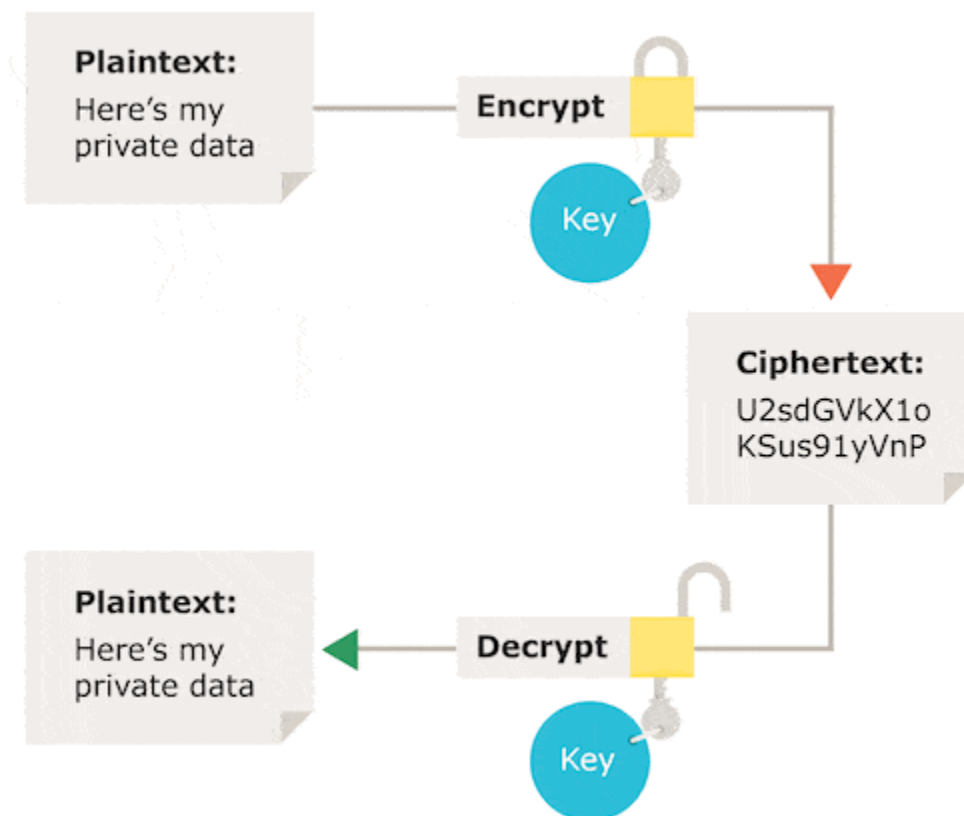 Plaintext:
Here’s my
private data
Encrypt
Key
Ciphertext:
U2sdGVkX1o
KSus91yVnP
Decrypt
Key
Plaintext:
Here’s my
private data